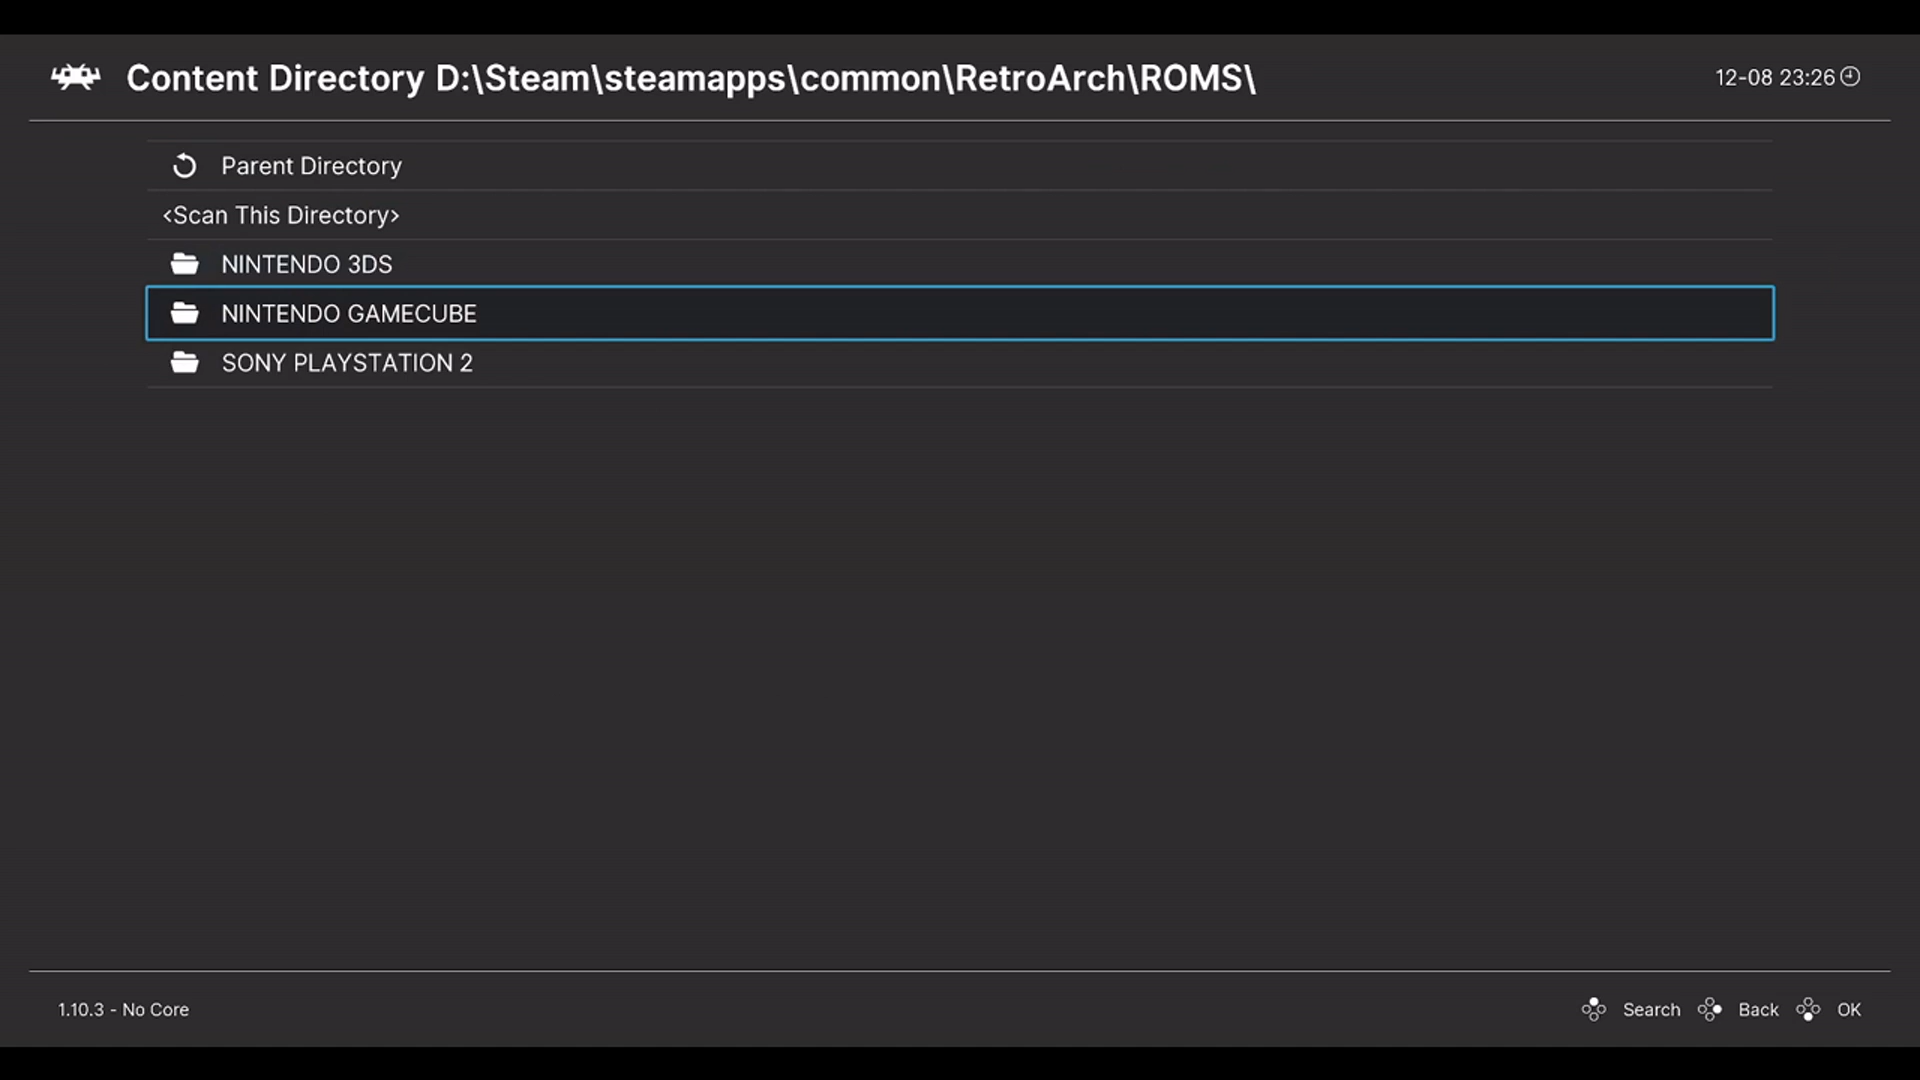 Content Directory D:\Steam\steamapps\common\RetroArch\ROMS\
12-08 23:26
Parent Directory
<Scan This Directory>
NINTENDO 3DS
NINTENDO GAMECUBE
SONY PLAYSTATION 2
1.10.3 - No Core
Search Back OK